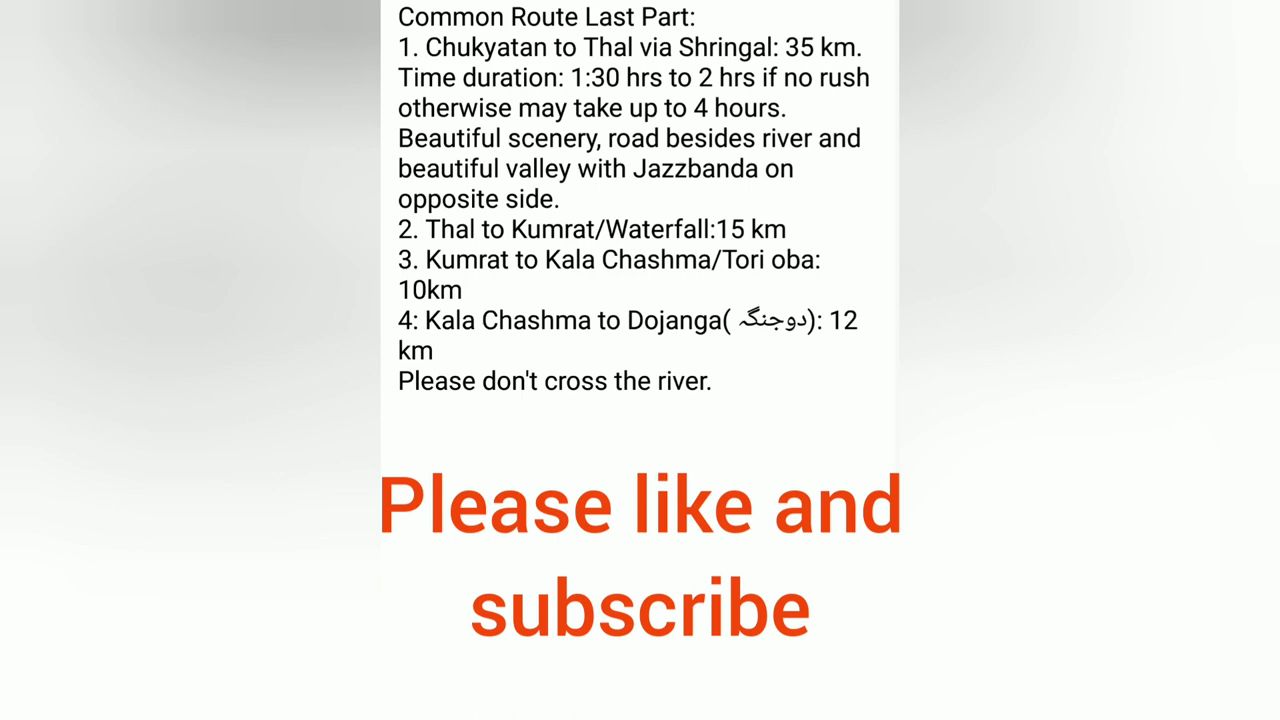 Common Route Last Part:
1. Chukyatan to Thal via Shringal: 35 km.
Time duration: 1:30 hrs to 2 hrs if no rush
otherwise may take up to 4 hours.
Beautiful scenery, road besides river and
beautiful valley with Jazzbanda on
opposite side.
2. Thal to Kumrat/Waterfall:15 km
3. Kumrat to Kala Chashma/Tori oba:
10km
4: Kala Chashma to Dojanga( دوجنگہ): 12
km
Please don't cross the river.
Please like and
subscribe